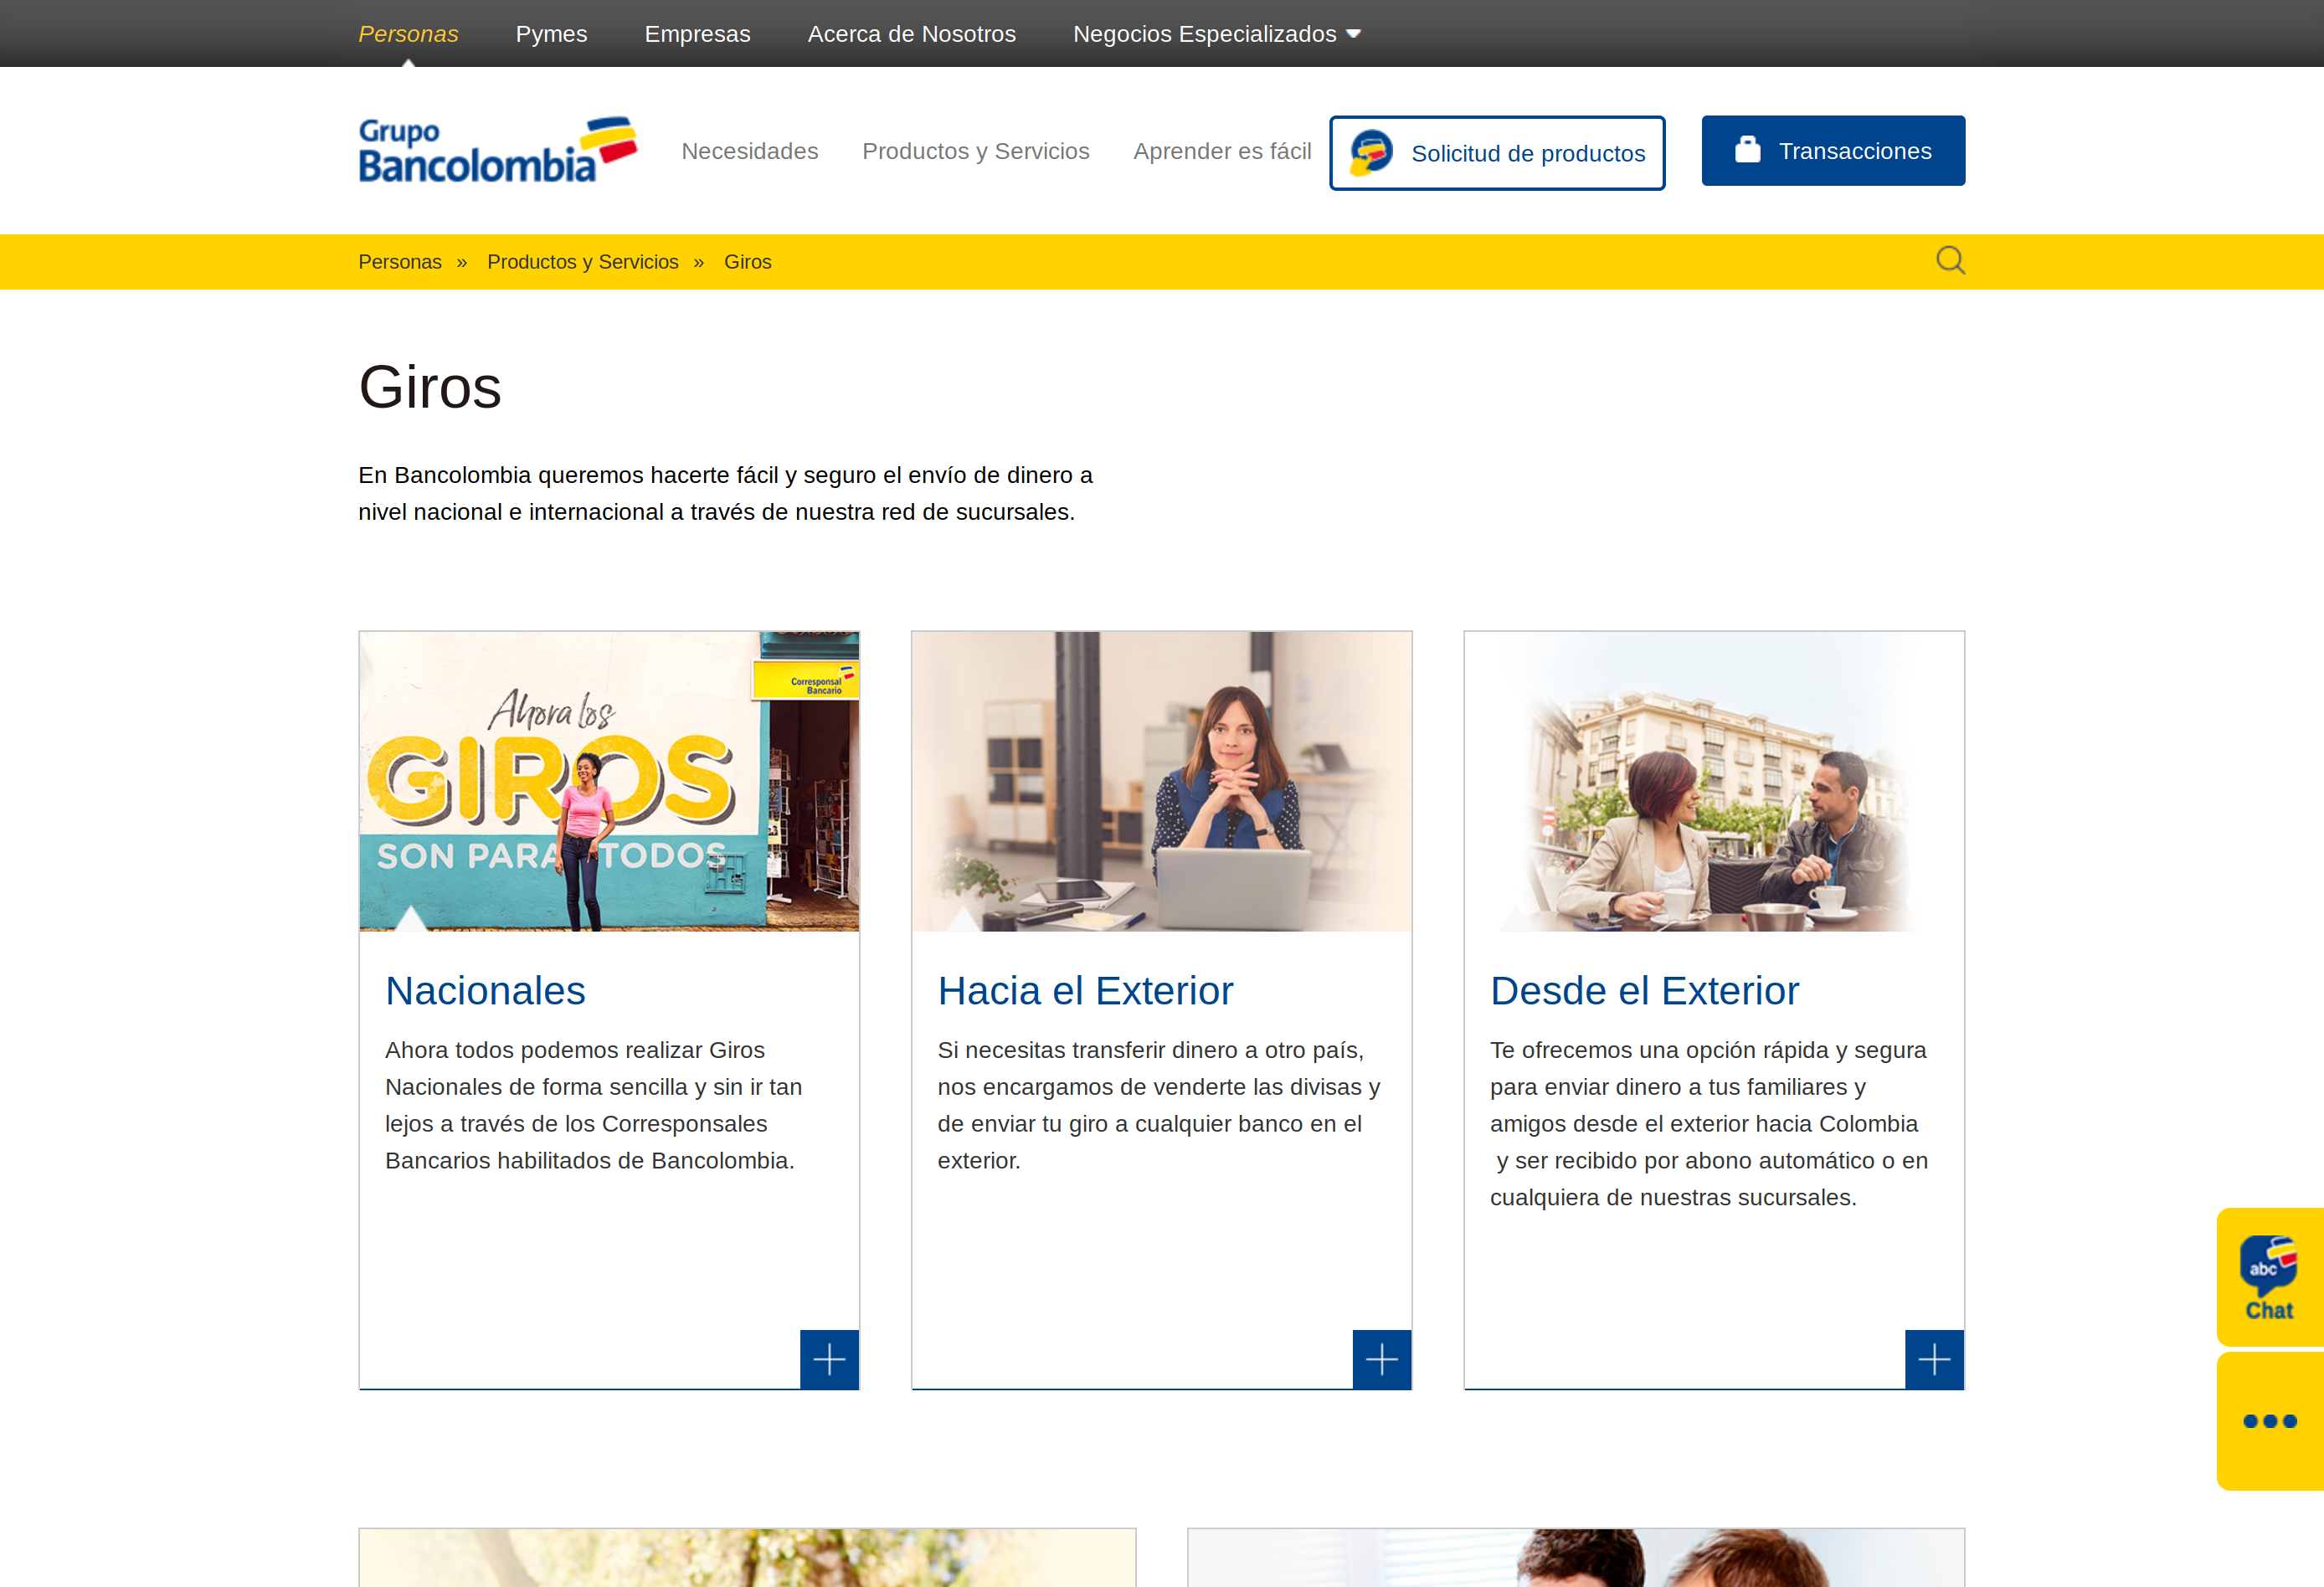 Personas
Pymes
Empresas
Acerca de Nosotros
Negocios Especializados
Grupo
Bancolombia
Necesidades
Productos y Servicios
Aprender es fácil
Solicitud de productos
Transacciones
Personas » Productos y Servicios » Giros
Giros
En Bancolombia queremos hacerte fácil y seguro el envío de dinero a
nivel nacional e internacional a través de nuestra red de sucursales.
Corresponsal
Bancario
Ahora los
GIROS
SON PARA TODOS
Nacionales
Ahora todos podemos realizar Giros
Nacionales de forma sencilla y sin ir tan
lejos a través de los Corresponsales
Bancarios habilitados de Bancolombia.
Hacia el Exterior
Si necesitas transferir dinero a otro país,
nos encargamos de venderte las divisas y
de enviar tu giro a cualquier banco en el
exterior.
Desde el Exterior
Te ofrecemos una opción rápida y segura
para enviar dinero a tus familiares y
amigos desde el exterior hacia Colombia
y ser recibido por abono automático o en
cualquiera de nuestras sucursales.
abc
Chat